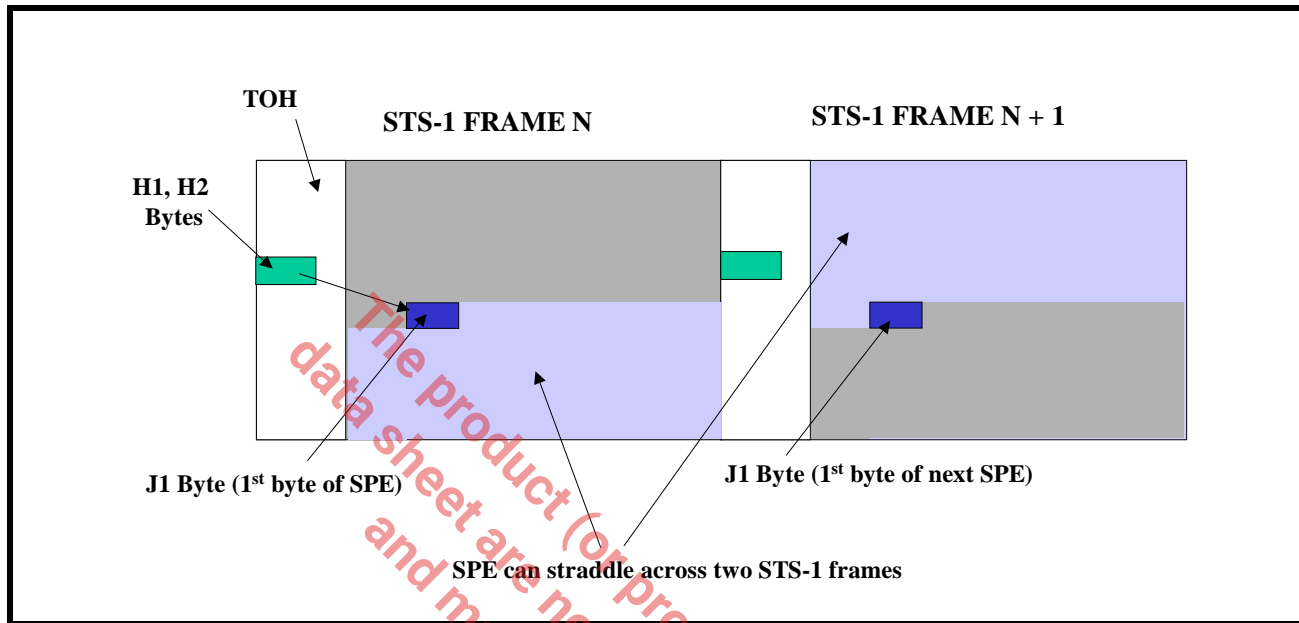 TOH
STS-1 FRAME N
STS-1 FRAME N + 1
H1, H2
Bytes
J1 Byte (1st byte of SPE)
J1 Byte (1st byte of next SPE)
SPE can straddle across two STS-1 frames
The product (or pro
data sheet are no
and m